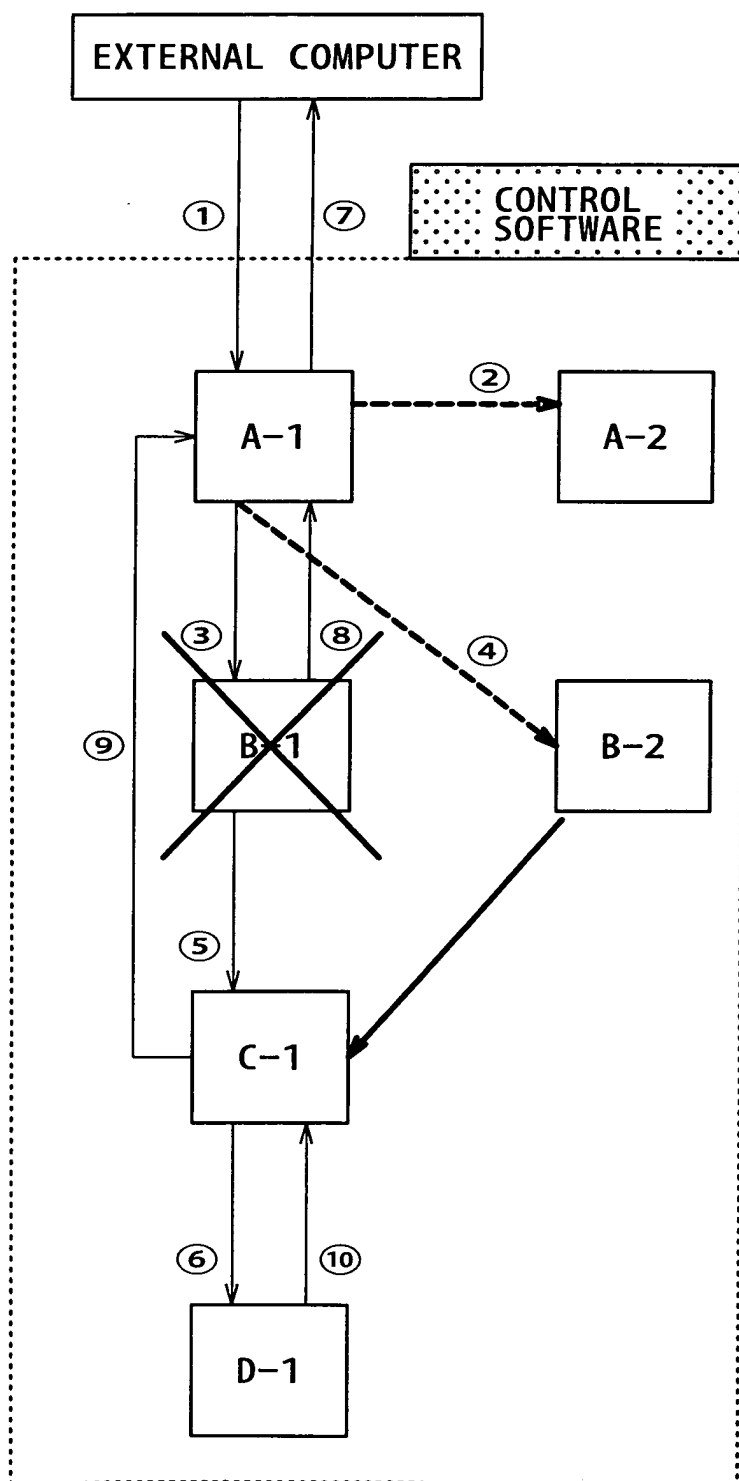 EXTERNAL COMPUTER
① ⑦
CONTROL
SOFTWARE
②
A-1 A-2
③ ⑧ ④
⑨ B-1 B-2
⑤
C-1
⑥ ⑩
D-1